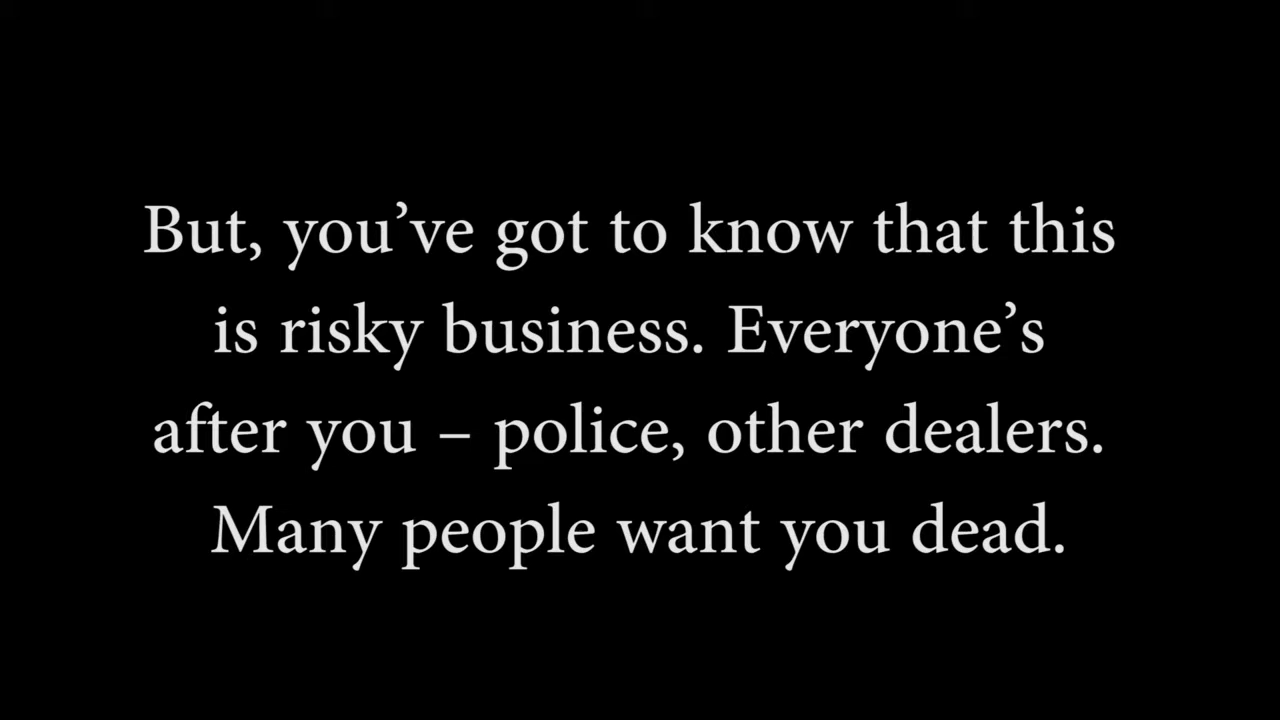 But, you’ve got to know that this
is risky business. Everyone’s
after you – police, other dealers.
Many people want you dead.